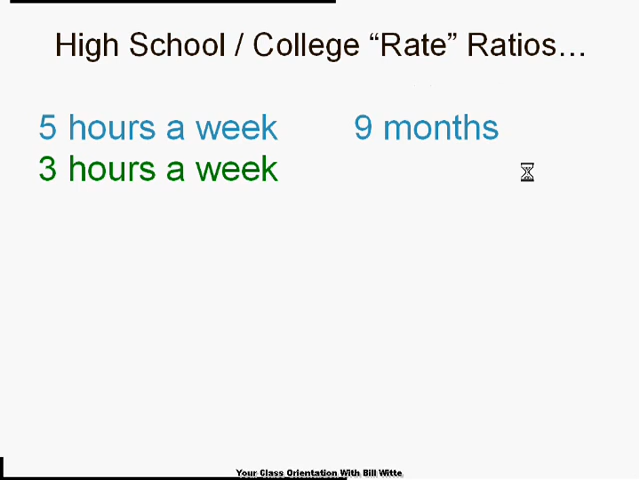 High School / College “Rate” Ratios…
5 hours a week 9 months
3 hours a week
Your Class Orientation With Bill Witte